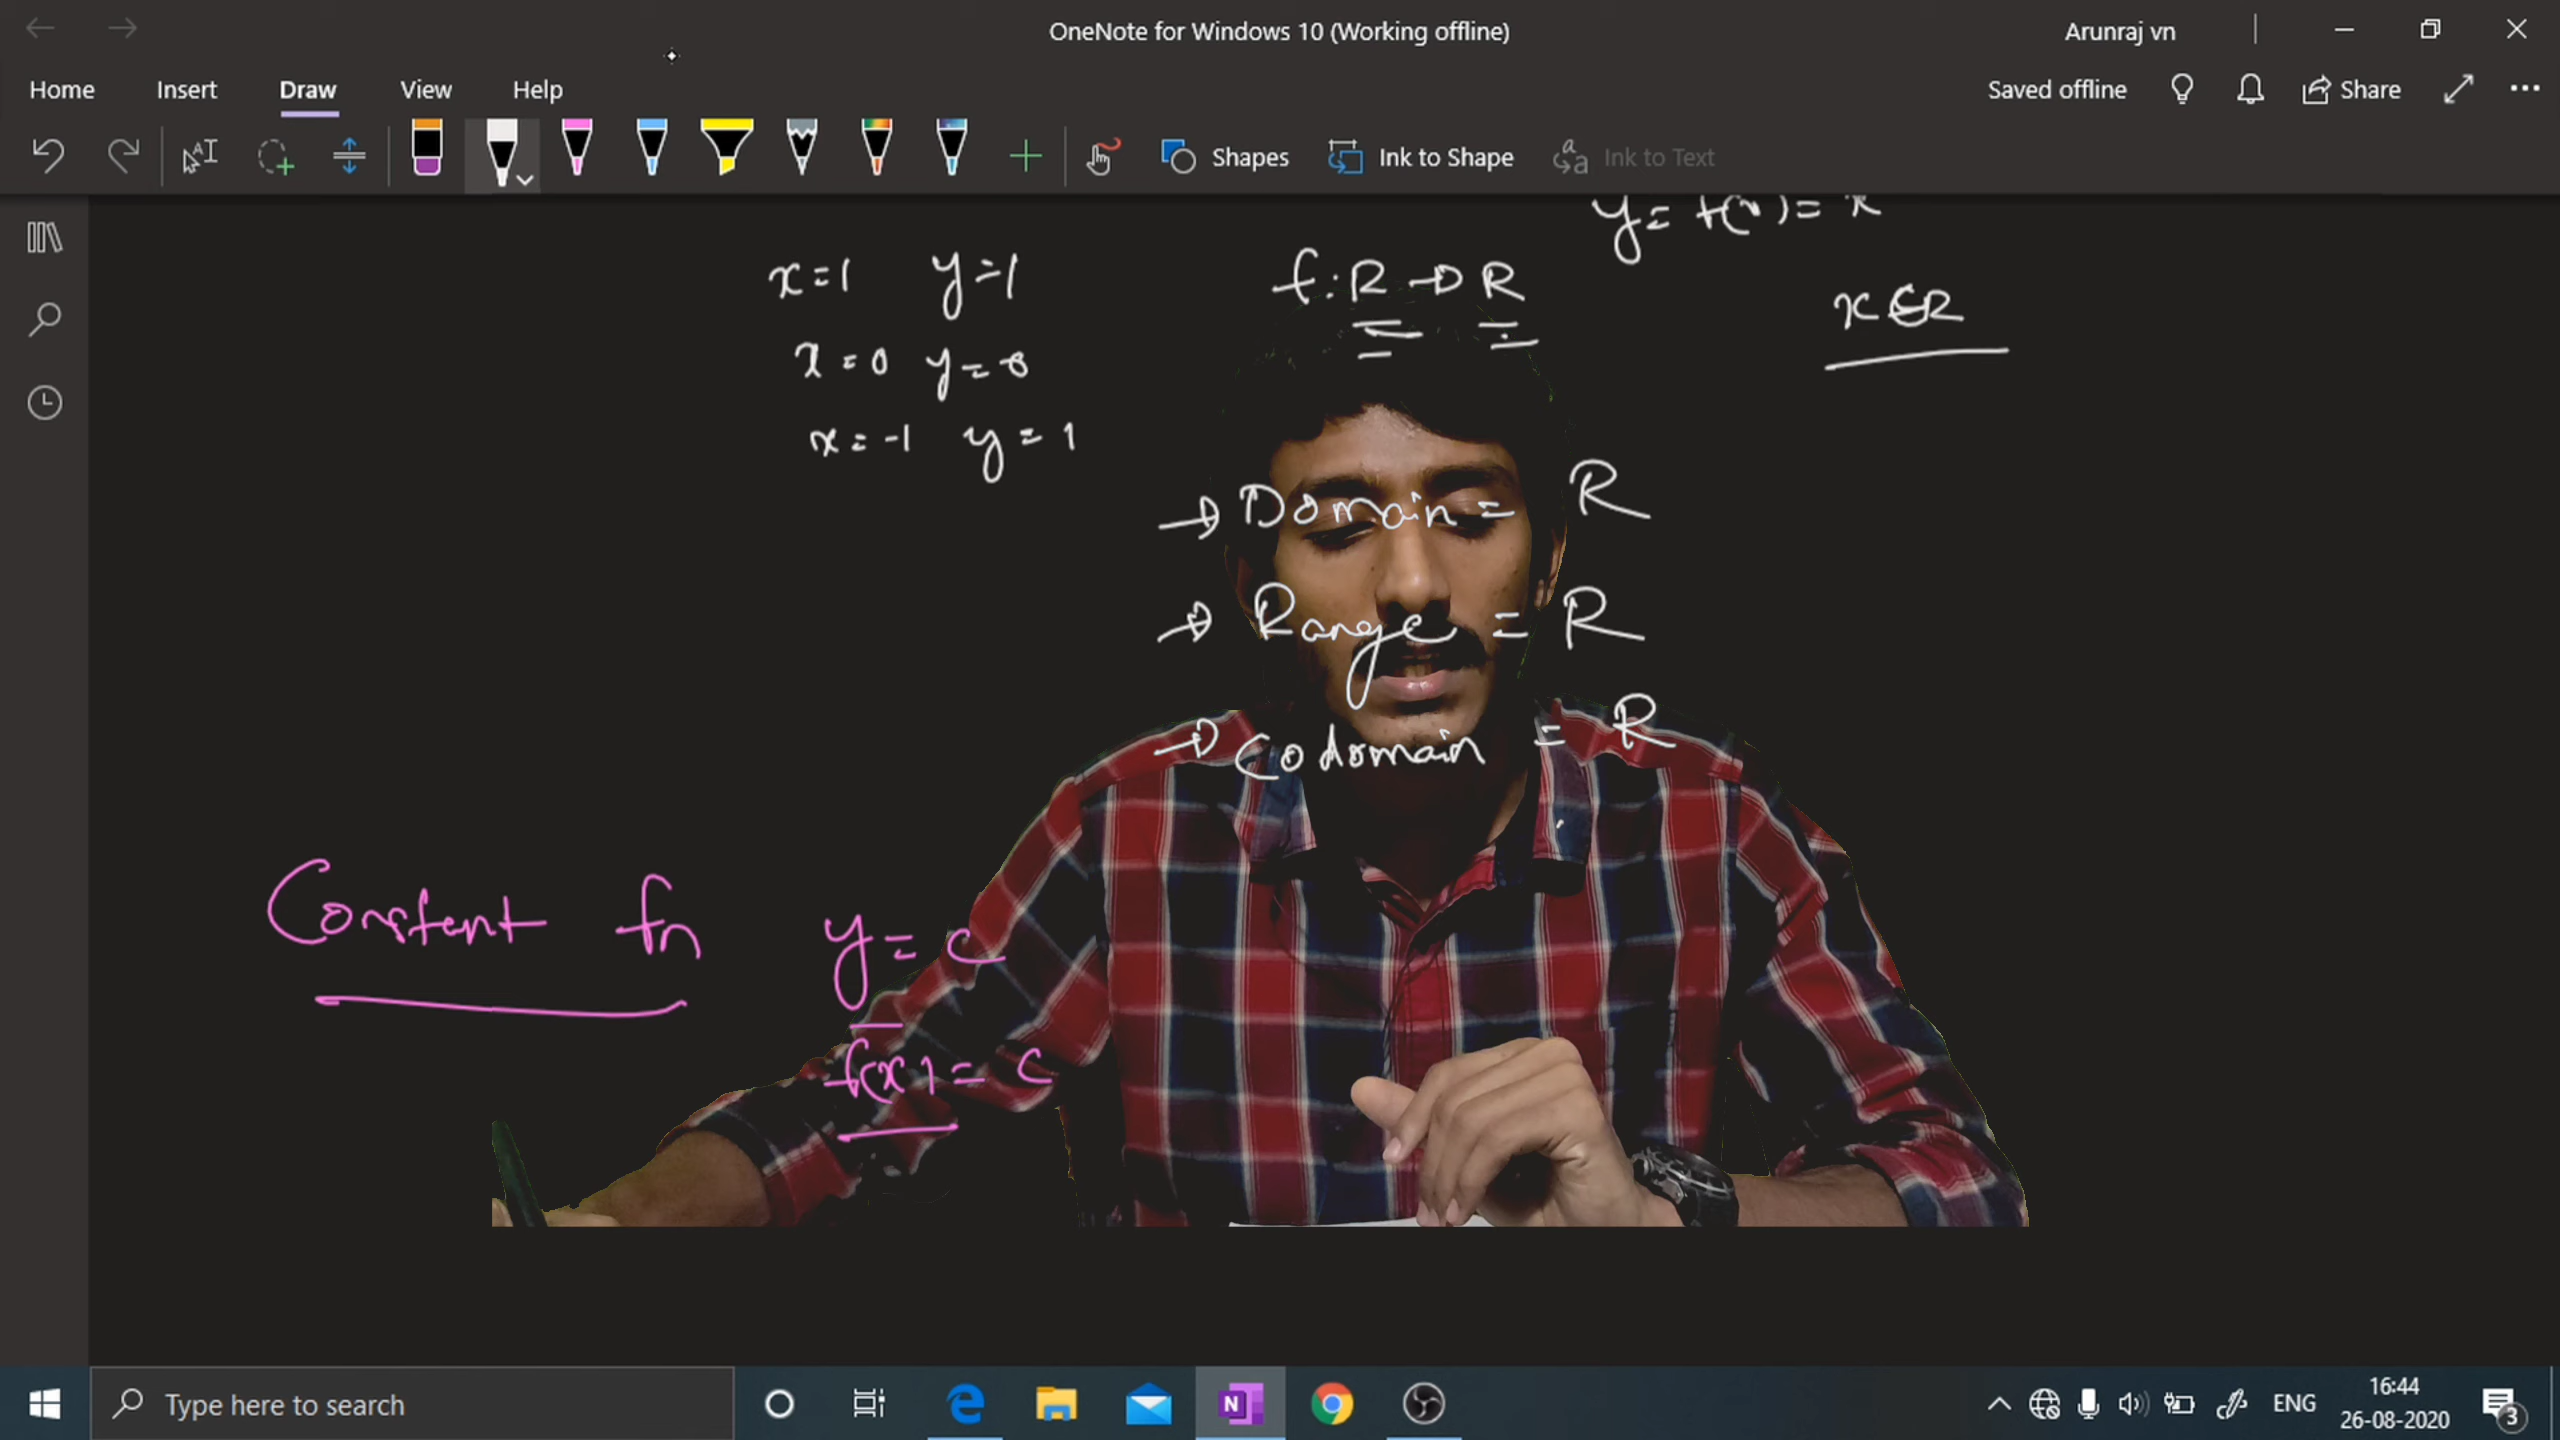 OneNote for Windows 10 (Working offline)
Arunraj vn
Home Insert Draw View Help
Saved offline Share
Shapes Ink to Shape Ink to Text
y = f(x) = x
x=1 y=1
f: R → R
x∈R
x=0 y=0
x=-1 y=1
→ Domain = R
→ Range = R
→ Codomain = R
Constant fn y=c
f(x)=c
Type here to search
ENG
16:44
26-08-2020
3